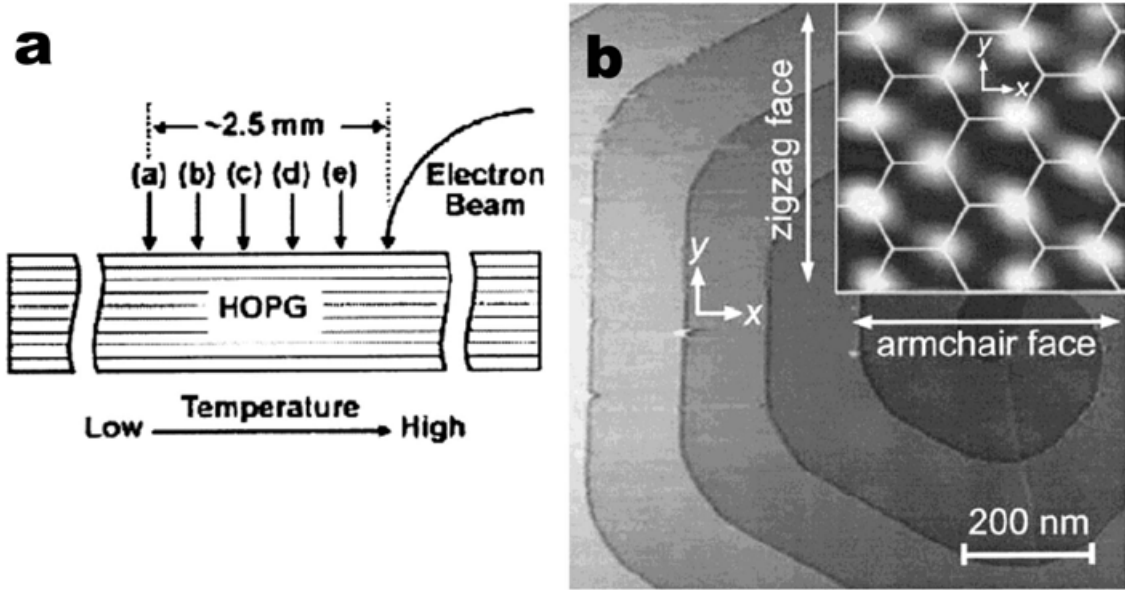 a
~2.5 mm
(a) (b) (c) (d) (e)
Electron
Beam
HOPG
Temperature
Low
High
b
zigzag face
y
x
y
x
armchair face
200 nm